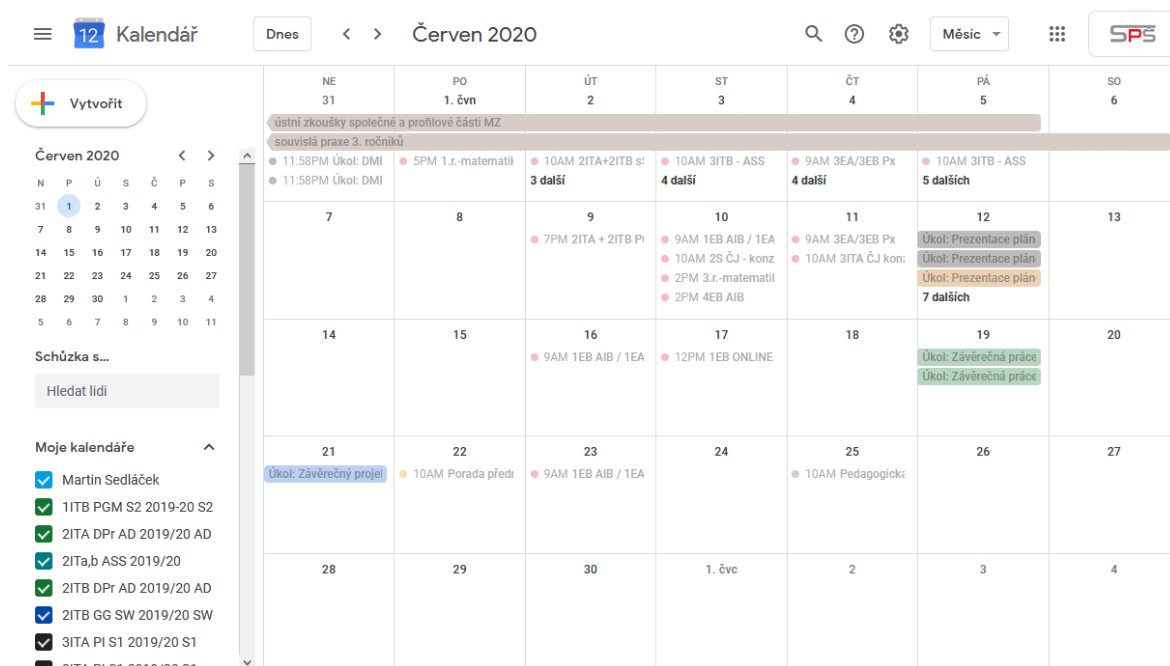 12 Kalendář Dnes Červen 2020 Měsíc SPS
Vytvořit
Červen 2020
N P Ú S Č P S
31 1 2 3 4 5 6
7 8 9 10 11 12 13
14 15 16 17 18 19 20
21 22 23 24 25 26 27
28 29 30 1 2 3 4
5 6 7 8 9 10 11
Schůzka s...
Hledat lidi
Moje kalendáře
Martin Sedláček
1ITB PGM S2 2019-20 S2
2ITA DPr AD 2019/20 AD
2ITa,b ASS 2019/20
2ITB DPr AD 2019/20 AD
2ITB GG SW 2019/20 SW
3ITA PI S1 2019/20 S1
NE PO ÚT ST ČT PÁ SO
31 1. čvn 2 3 4 5 6
ústní zkoušky společné a profilové části MZ
souvislá praxe 3. ročníků
11:58PM Úkol: DMI 5PM 1.r.-matematik 10AM 2ITA+2ITB s 10AM 3ITB - ASS 9AM 3EA/3EB Px 10AM 3ITB - ASS
11:58PM Úkol: DMI 3 další 4 další 4 další 5 dalších
7 8 9 10 11 12 13
7PM 2ITA + 2ITB P 9AM 1EB AIB / 1EA 9AM 3EA/3EB Px Úkol: Prezentace plán
10AM 2S ČJ - konz 10AM 3ITA ČJ konz Úkol: Prezentace plán
2PM 3.r.-matematik Úkol: Prezentace plán
2PM 4EB AIB 7 dalších
14 15 16 17 18 19 20
9AM 1EB AIB / 1EA 12PM 1EB ONLINE Úkol: Závěrečná práce
Úkol: Závěrečná práce
21 22 23 24 25 26 27
Úkol: Závěrečný projel 10AM Porada předm 9AM 1EB AIB / 1EA 10AM Pedagogická
28 29 30 1. čvc 2 3 4